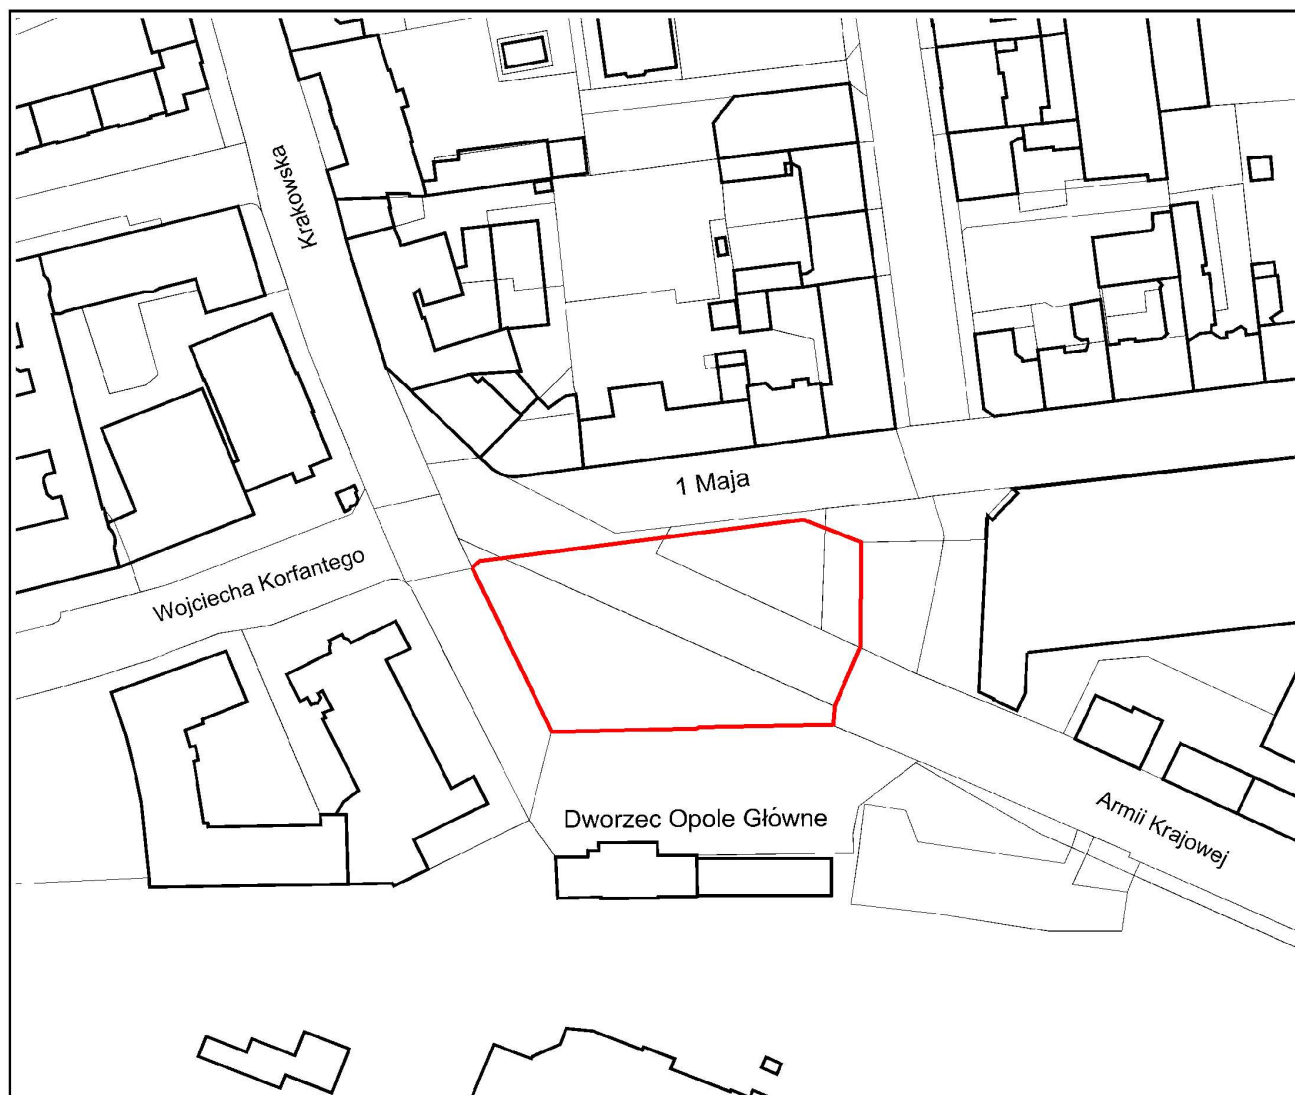 Krakowska
1 Maja
Wojciecha Korfantego
Dworzec Opole Główne
Armii Krajowej